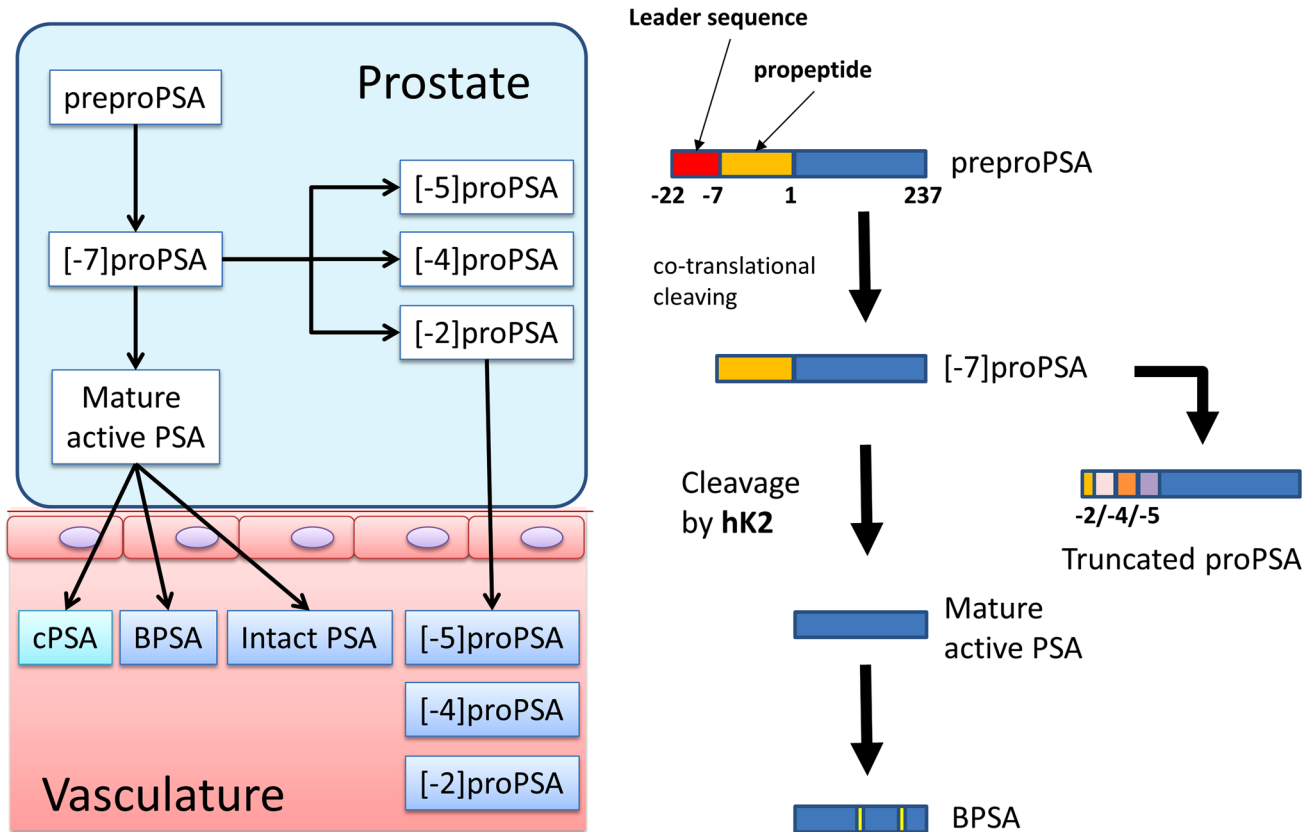 Prostate
preproPSA
[-7]proPSA
Mature
active PSA
[-5]proPSA
[-4]proPSA
[-2]proPSA
cPSA
BPSA
Intact PSA
[-5]proPSA
[-4]proPSA
[-2]proPSA
Vasculature
Leader sequence
propeptide
preproPSA
-22 -7 1 237
co-translational
cleaving
[-7]proPSA
Cleavage
by hK2
-2/-4/-5
Truncated proPSA
Mature
active PSA
BPSA